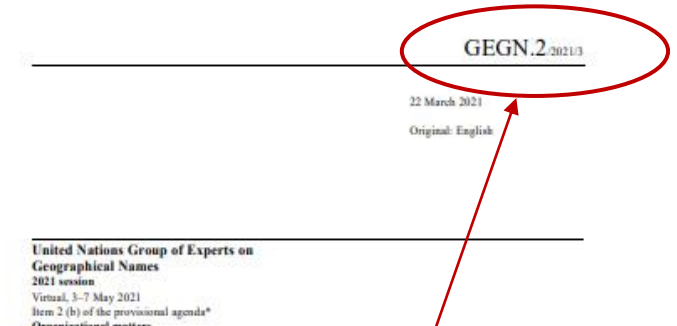 GEGN.2/2021/3
22 March 2021
Original: English
United Nations Group of Experts on
Geographical Names
2021 session
Virtual, 3–7 May 2021
Item 2 (b) of the provisional agenda*
Organizational matters